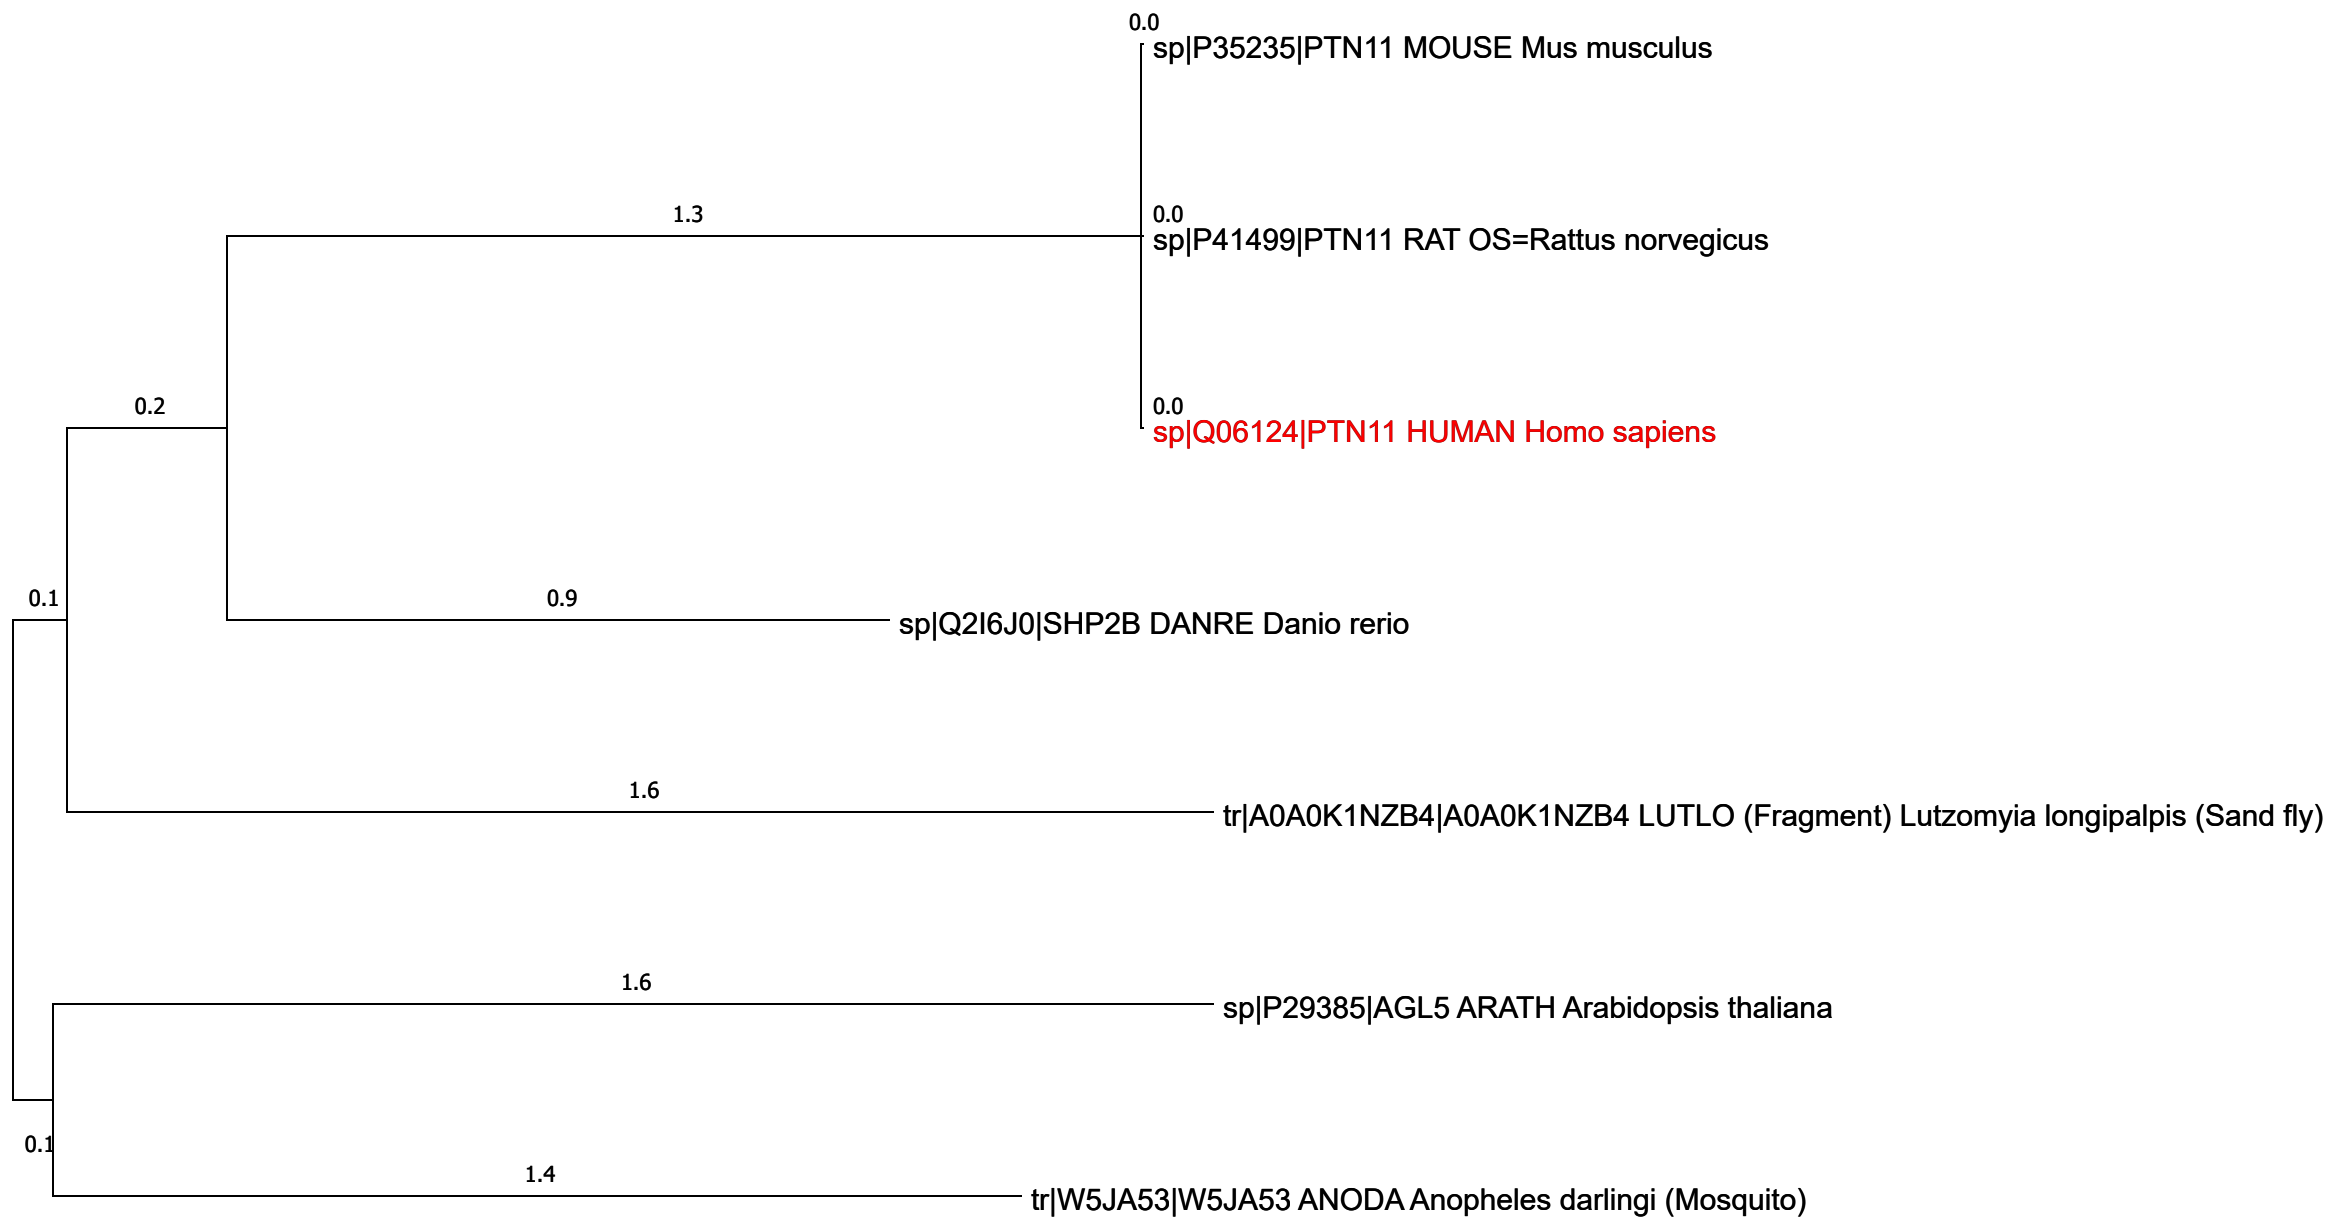 0.0
sp|P35235|PTN11 MOUSE Mus musculus
1.3
0.0
sp|P41499|PTN11 RAT OS=Rattus norvegicus
0.2
0.0
sp|Q06124|PTN11 HUMAN Homo sapiens
0.1
0.9
sp|Q2I6J0|SHP2B DANRE Danio rerio
1.6
tr|A0A0K1NZB4|A0A0K1NZB4 LUTLO (Fragment) Lutzomyia longipalpis (Sand fly)
1.6
sp|P29385|AGL5 ARATH Arabidopsis thaliana
0.1
1.4
tr|W5JA53|W5JA53 ANODA Anopheles darlingi (Mosquito)